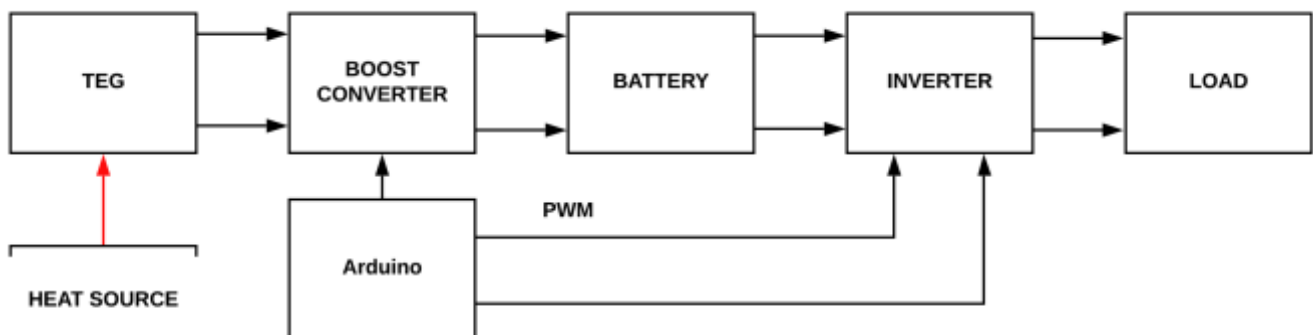 TEG
BOOST
CONVERTER
BATTERY
INVERTER
LOAD
PWM
Arduino
HEAT SOURCE